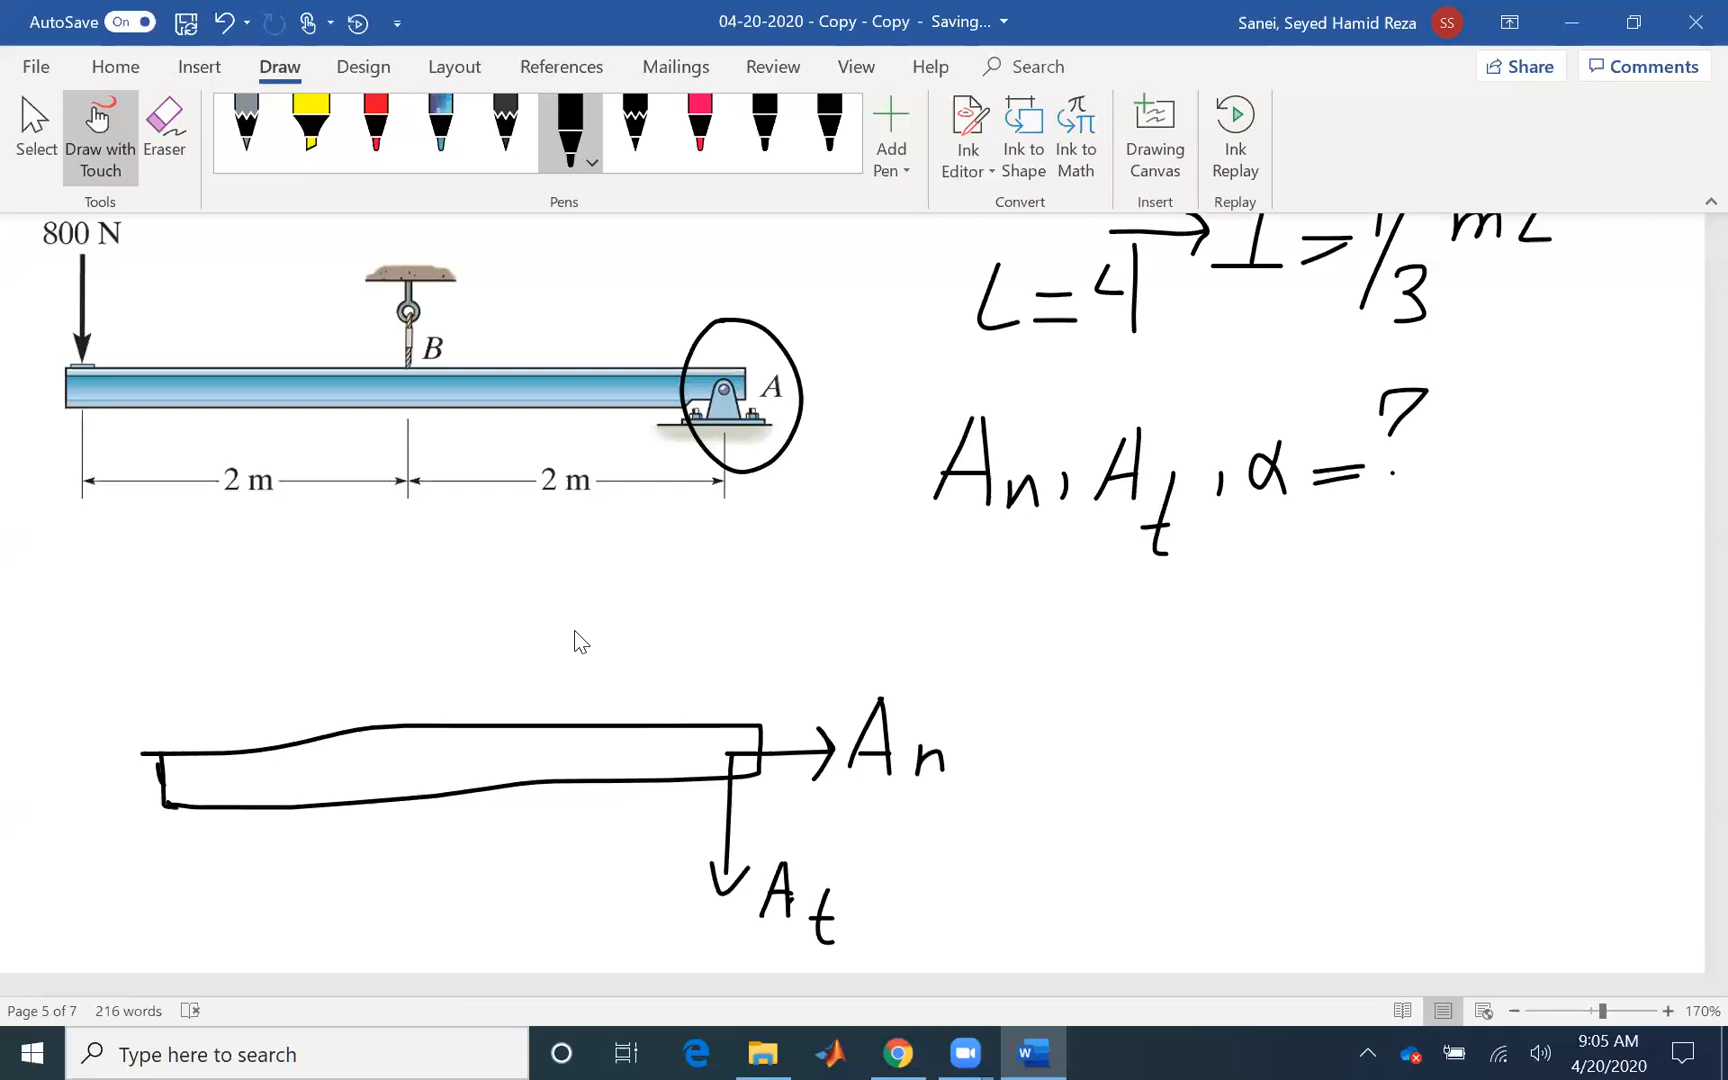 AutoSave On 04-20-2020 - Copy - Copy - Saving... Sanei, Seyed Hamid Reza SS
File Home Insert Draw Design Layout References Mailings Review View Help Search Share Comments
Select Draw with Touch Eraser Add Pen Ink Editor Ink to Shape Ink to Math Drawing Canvas Ink Replay
Tools Pens Convert Insert Replay
800 N
I = 1/3 mL
L = 4
B
A
2 m 2 m
An, At, α = ?
An
At
Page 5 of 7 216 words 170%
Type here to search 9:05 AM
4/20/2020